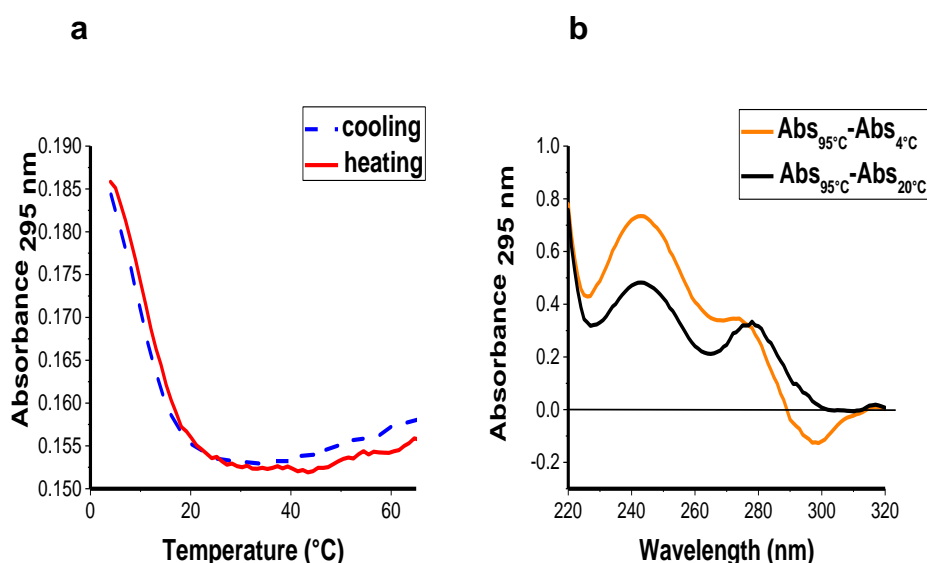 a
cooling
heating
0.190
0.185
0.180
0.175
0.170
0.165
0.160
0.155
0.150
Absorbance 295 nm
0
20
40
60
Temperature (°C)
b
Abs95°C-Abs4°C
Abs95°C-Abs20°C
1.0
0.8
0.6
0.4
0.2
0.0
-0.2
Absorbance 295 nm
220
240
260
280
300
320
Wavelength (nm)